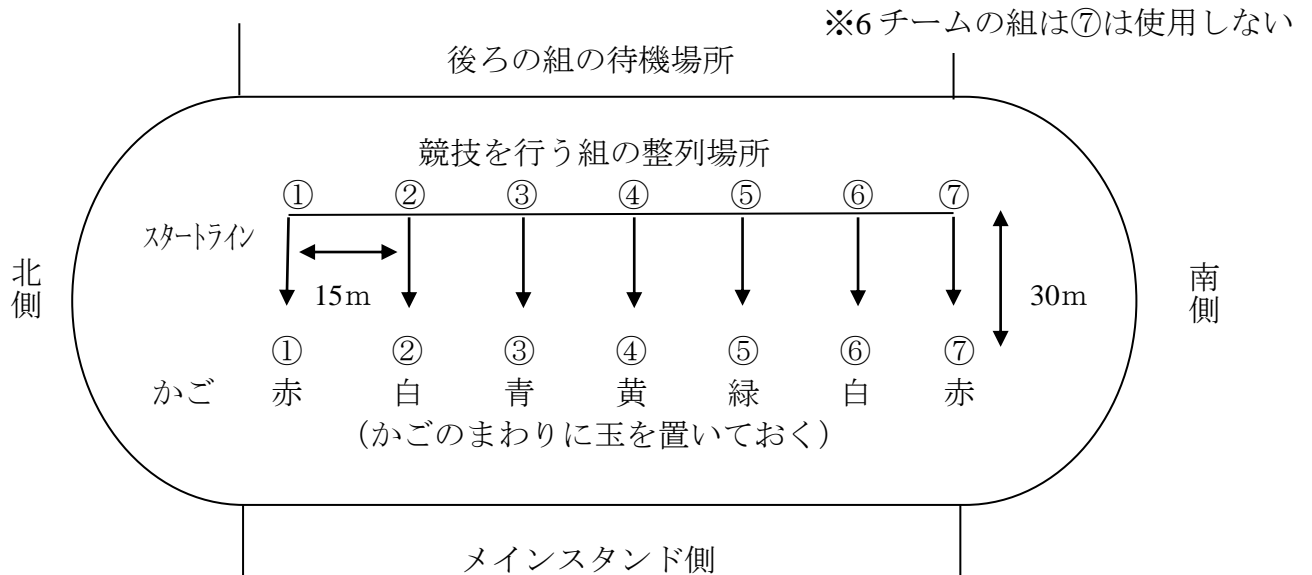 ※6 チームの組は⑦は使用しない
後ろの組の待機場所
競技を行う組の整列場所
① ② ③ ④ ⑤ ⑥ ⑦
スタートライン
北側
15m
30m
南側
① ② ③ ④ ⑤ ⑥ ⑦
かご 赤 白 青 黄 緑 白 赤
（かごのまわりに玉を置いておく）
メインスタンド側